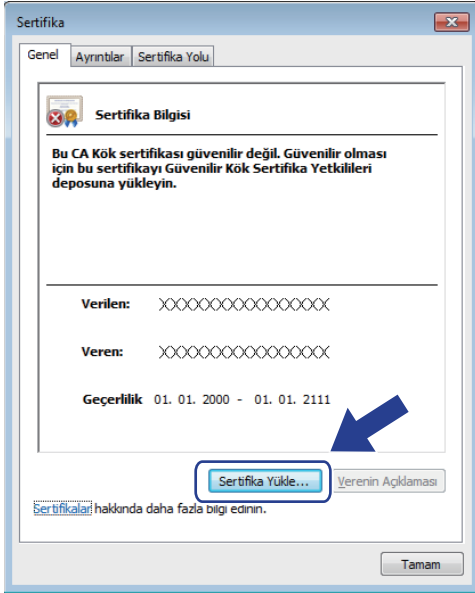 Sertifika
Genel Ayrıntılar Sertifika Yolu
Sertifika Bilgisi
Bu CA Kök sertifikası güvenilir değil. Güvenilir olması
için bu sertifikayı Güvenilir Kök Sertifika Yetkilileri
deposuna yükleyin.
Verilen: XXXXXXXXXXXXXXXX
Veren: XXXXXXXXXXXXXXXX
Geçerlilik 01. 01. 2000 - 01. 01. 2111
Sertifika Yükle... Verenin Açıklaması
Sertifikalar hakkında daha fazla bilgi edinin.
Tamam